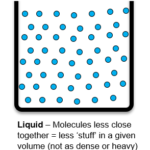 Liquid – Molecules less close
together = less 'stuff' in a given
volume (not as dense or heavy)